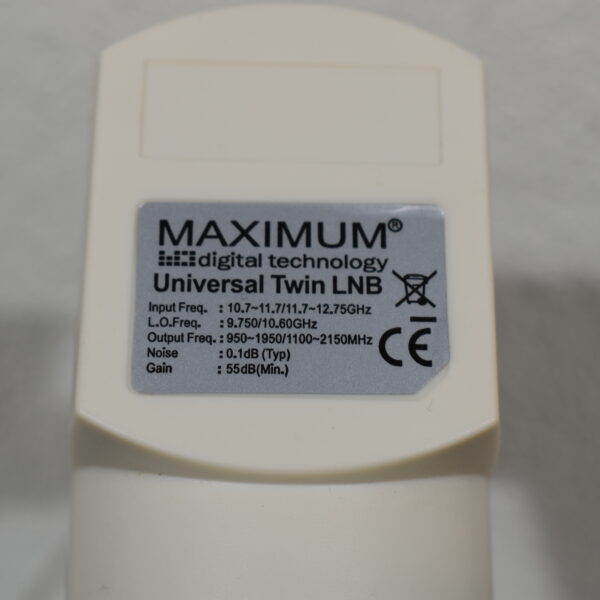 MAXIMUM®
digital technology
Universal Twin LNB
Input Freq. : 10.7~11.7/11.7~12.75GHz
L.O.Freq. : 9.750/10.60GHz
Output Freq. : 950~1950/1100~2150MHz
Noise : 0.1dB (Typ)
Gain : 55dB(Min.)
CE